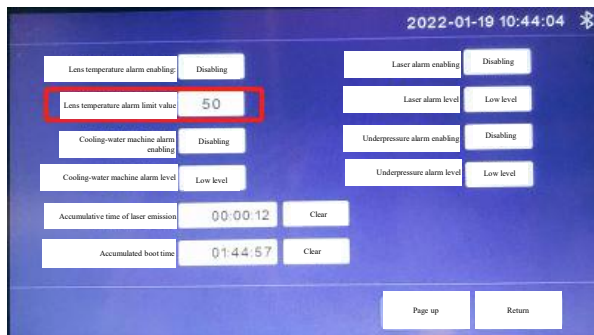 2022-01-19 10:44:04
Lens temperature alarm enabling:
Disabling
Laser alarm enabling
Disabling
Lens temperature alarm limit value
50
Laser alarm level
Low level
Cooling-water machine alarm
enabling
Disabling
Underpressure alarm enabling
Disabling
Cooling-water machine alarm level
Low level
Underpressure alarm level
Low level
Accumulative time of laser emission
00:00:12
Clear
Accumulated boot time
01:44:57
Clear
Page up
Return